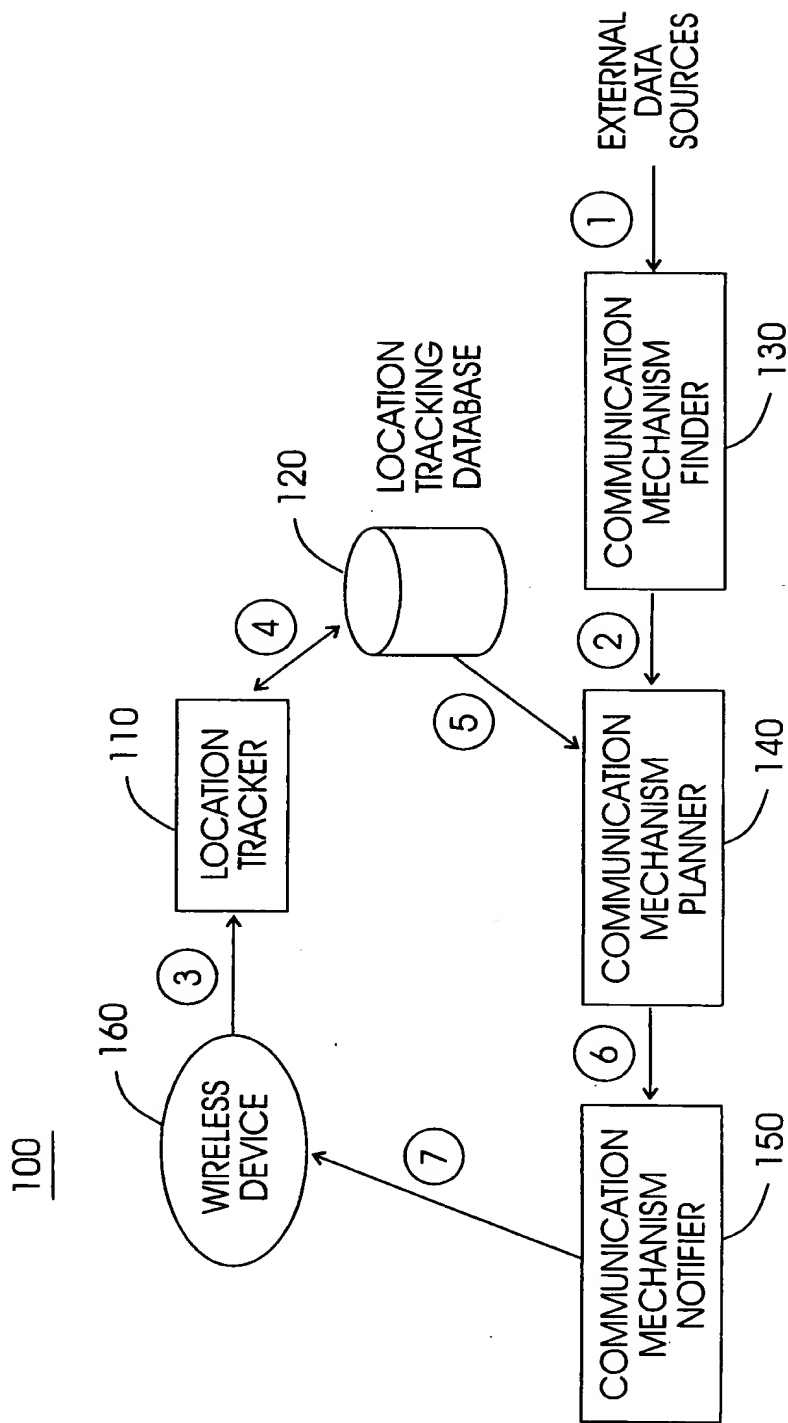 100
160
WIRELESS
DEVICE
3
110
LOCATION
TRACKER
4
120
LOCATION
TRACKING
DATABASE
5
7
COMMUNICATION
MECHANISM
NOTIFIER
150
6
COMMUNICATION
MECHANISM
PLANNER
140
2
COMMUNICATION
MECHANISM
FINDER
130
1
EXTERNAL
DATA
SOURCES